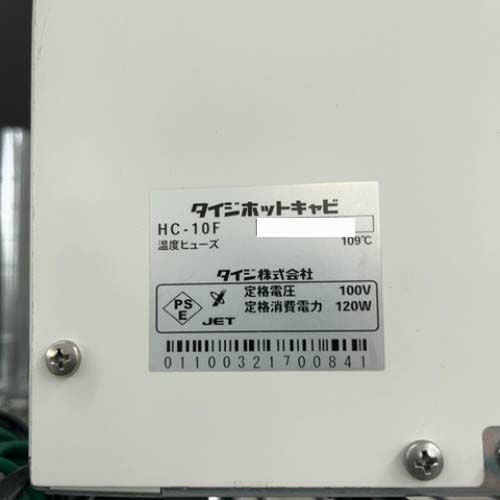 タイジホットキャビ
HC-10F
温度ヒューズ 109℃
タイジ株式会社
PSE JET 定格電圧 100V
定格消費電力 120W
01100321700841